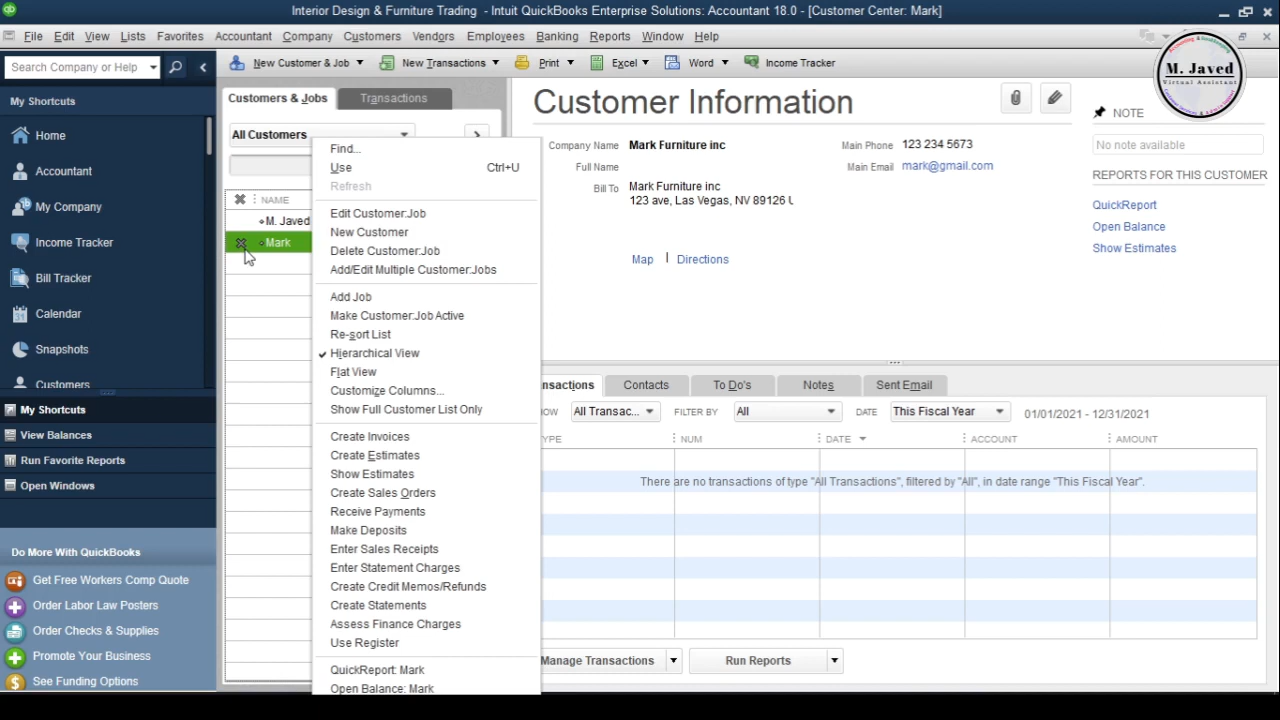 Interior Design & Furniture Trading - Intuit QuickBooks Enterprise Solutions: Accountant 18.0 - [Customer Center: Mark]
File Edit View Lists Favorites Accountant Company Customers Vendors Employees Banking Reports Window Help
Search Company or Help
New Customer & Job New Transactions Print Excel Word Income Tracker
M. Javed
Virtual Assistant
My Shortcuts
Home
Account
My Company
Income Tracker
Bill Tracker
Calendar
Snapshots
Customers
My Shortcuts
View Balances
Run Favorite Reports
Open Windows
Do More With QuickBooks
Get Free Workers Comp Quote
Order Labor Law Posters
Order Checks & Supplies
Promote Your Business
See Funding Options
Customers & Jobs Transactions
All Customers
NAME
M. Javed
Mark
Find...
Use Ctrl+U
Refresh
Edit Customer:Job
New Customer
Delete Customer:Job
Add/Edit Multiple Customer:Jobs
Add Job
Make Customer:Job Active
Re-sort List
Hierarchical View
Flat View
Customize Columns...
Show Full Customer List Only
Create Invoices
Create Estimates
Show Estimates
Create Sales Orders
Receive Payments
Make Deposits
Enter Sales Receipts
Enter Statement Charges
Create Credit Memos/Refunds
Create Statements
Assess Finance Charges
Use Register
QuickReport: Mark
Open Balance: Mark
Customer Information
Company Name Mark Furniture inc
Full Name
Bill To Mark Furniture inc
123 ave, Las Vegas, NV 89126 U
Main Phone 123 234 5673
Main Email mark@gmail.com
Map | Directions
NOTE
No note available
REPORTS FOR THIS CUSTOMER
QuickReport
Open Balance
Show Estimates
nsactions Contacts To Do's Notes Sent Email
OW All Transac... FILTER BY All DATE This Fiscal Year 01/01/2021 - 12/31/2021
TYPE NUM DATE ACCOUNT AMOUNT
There are no transactions of type "All Transactions", filtered by "All", in date range "This Fiscal Year".
Manage Transactions Run Reports